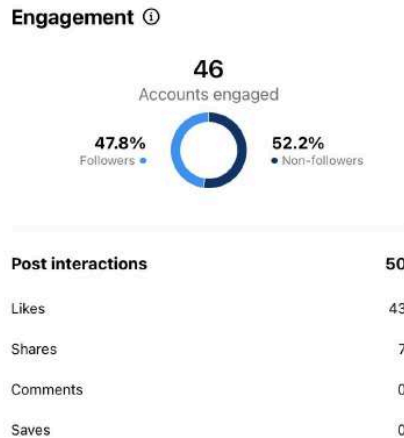 Engagement
46
Accounts engaged
47.8% 52.2%
Followers Non-followers
Post interactions 50
Likes 43
Shares 7
Comments 0
Saves 0